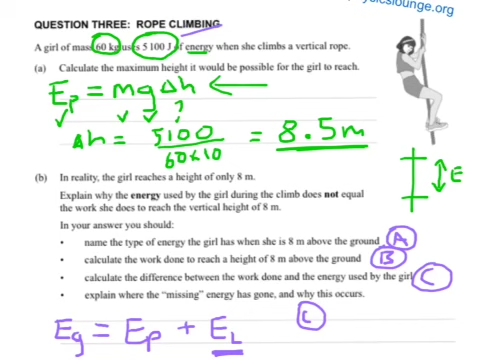 physicslounge.org
QUESTION THREE: ROPE CLIMBING
A girl of mass 60 kg uses 5 100 J of energy when she climbs a vertical rope.
(a) Calculate the maximum height it would be possible for the girl to reach.
Ep = mgΔh ←
✓ ✓ ✓ ?
Δh = 5100 / 60×10 = 8.5m
(b) In reality, the girl reaches a height of only 8 m.
Explain why the energy used by the girl during the climb does not equal
the work she does to reach the vertical height of 8 m.
In your answer you should:
• name the type of energy the girl has when she is 8 m above the ground A
• calculate the work done to reach a height of 8 m above the ground B
• calculate the difference between the work done and the energy used by the girl C
• explain where the "missing" energy has gone, and why this occurs.
E
Eg = Ep + EL